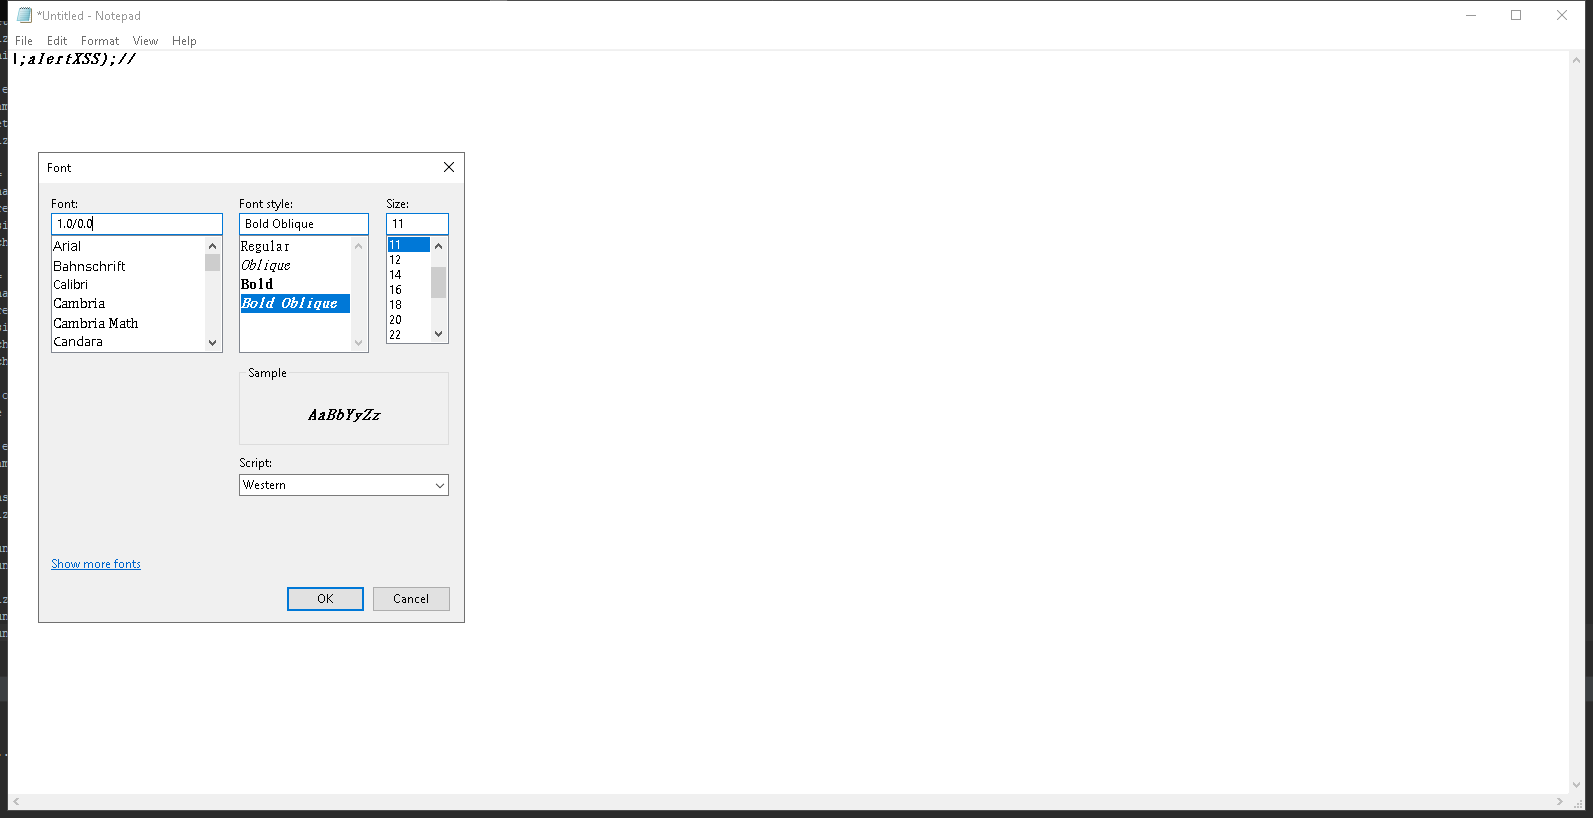 *Untitled - Notepad
File Edit Format View Help
\;alertXSS);//
Font
Font: Font style: Size:
1.0/0.0 Bold Oblique 11
Arial
Bahnschrift
Calibri
Cambria
Cambria Math
Candara
Regular
Oblique
Bold
Bold Oblique
11
12
14
16
18
20
22
Sample
AaBbYyZz
Script:
Western
Show more fonts
OK Cancel